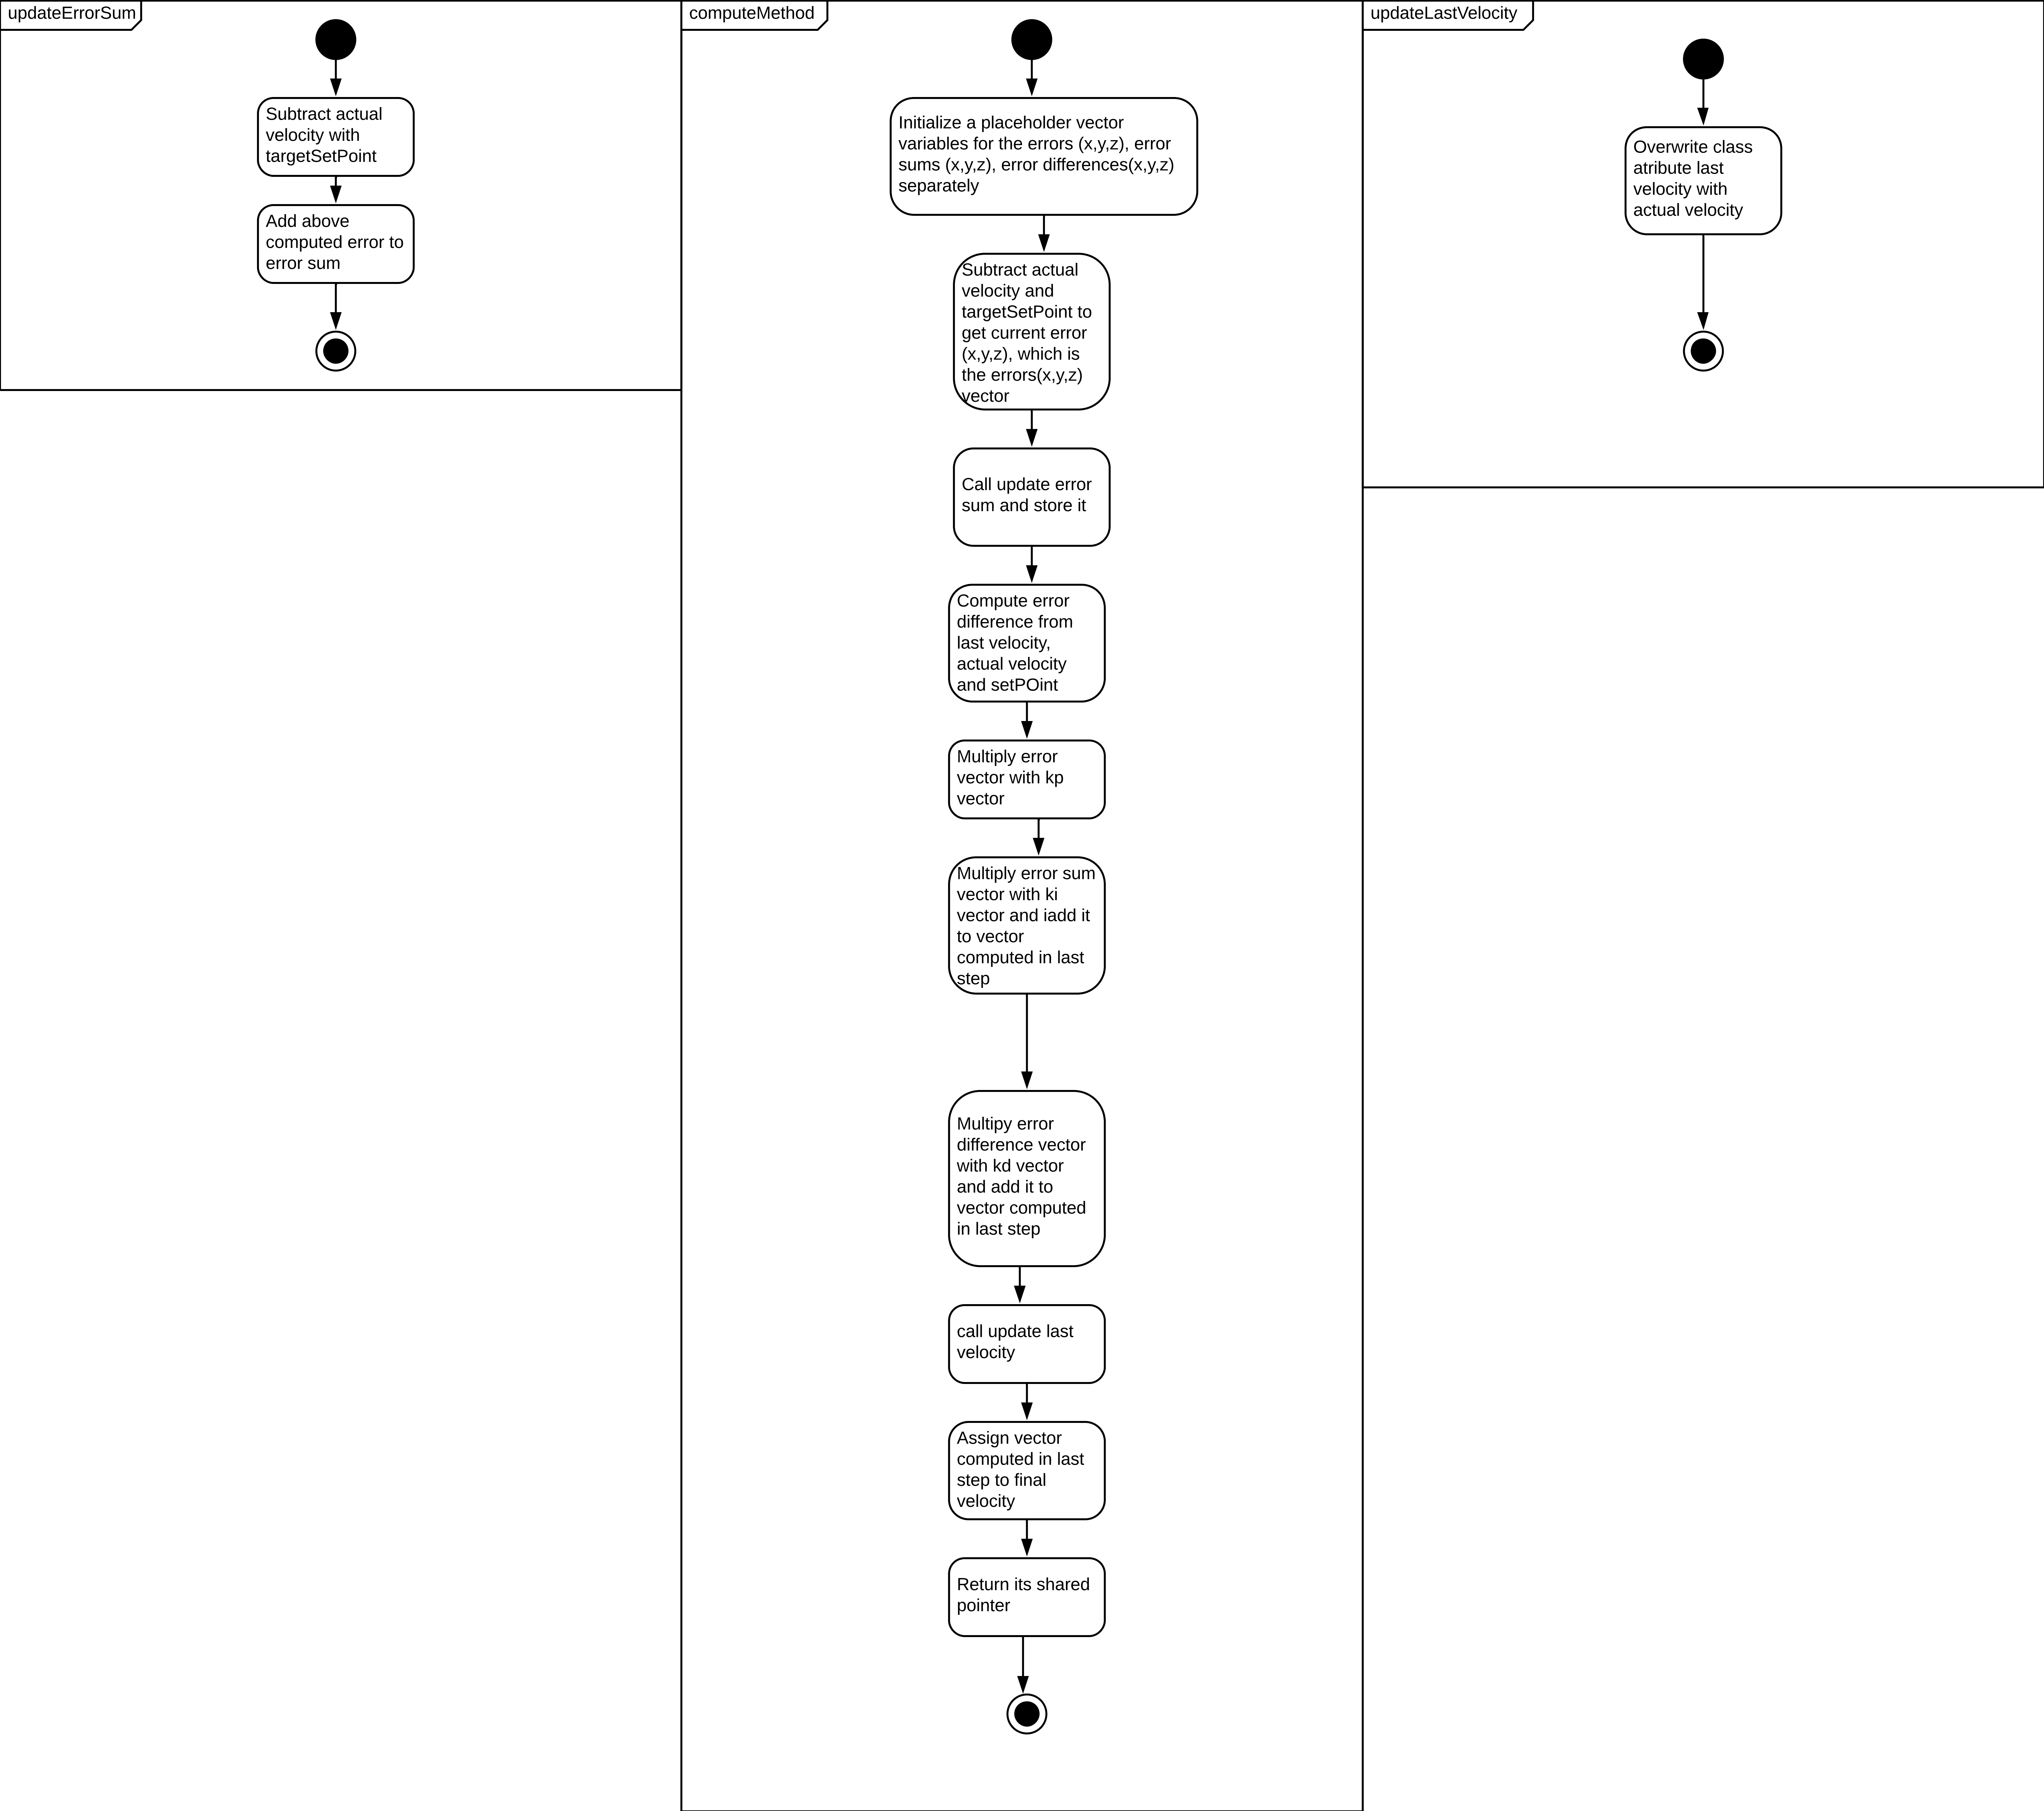 updateErrorSum
Subtract actual
velocity with
targetSetPoint
Add above
computed error to
error sum
computeMethod
Initialize a placeholder vector
variables for the errors (x,y,z), error
sums (x,y,z), error differences(x,y,z)
separately
Subtract actual
velocity and
targetSetPoint to
get current error
(x,y,z), which is
the errors(x,y,z)
vector
Call update error
sum and store it
Compute error
difference from
last velocity,
actual velocity
and setPOint
Multiply error
vector with kp
vector
Multiply error sum
vector with ki
vector and iadd it
to vector
computed in last
step
Multipy error
difference vector
with kd vector
and add it to
vector computed
in last step
call update last
velocity
Assign vector
computed in last
step to final
velocity
Return its shared
pointer
updateLastVelocity
Overwrite class
atribute last
velocity with
actual velocity